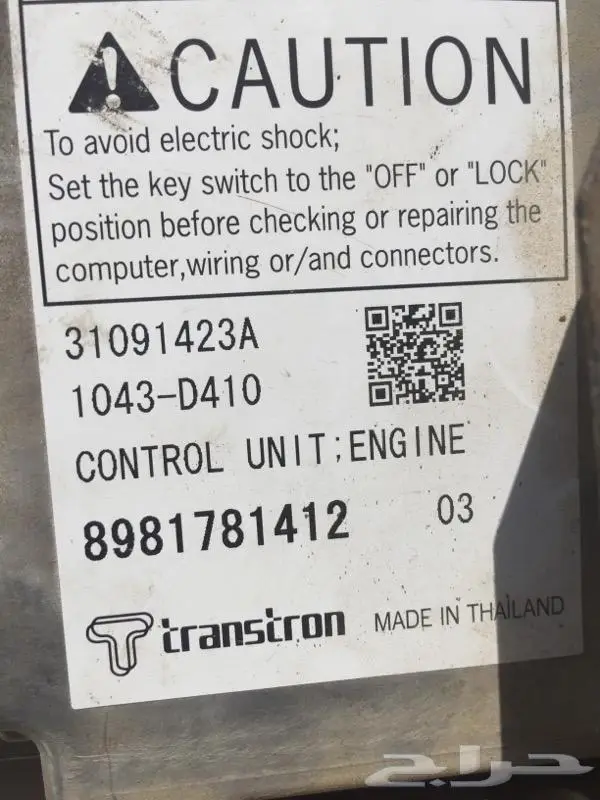 CAUTION
To avoid electric shock;
Set the key switch to the "OFF" or "LOCK"
position before checking or repairing the
computer,wiring or/and connectors.
31091423A
1043-D410
CONTROL UNIT;ENGINE
8981781412 03
transtron MADE IN THAILAND
حراج